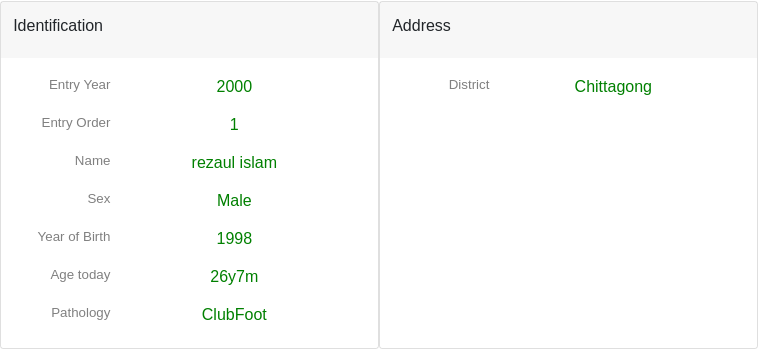 Identification
Entry Year 2000
Entry Order 1
Name rezaul islam
Sex Male
Year of Birth 1998
Age today 26y7m
Pathology ClubFoot
Address
District Chittagong